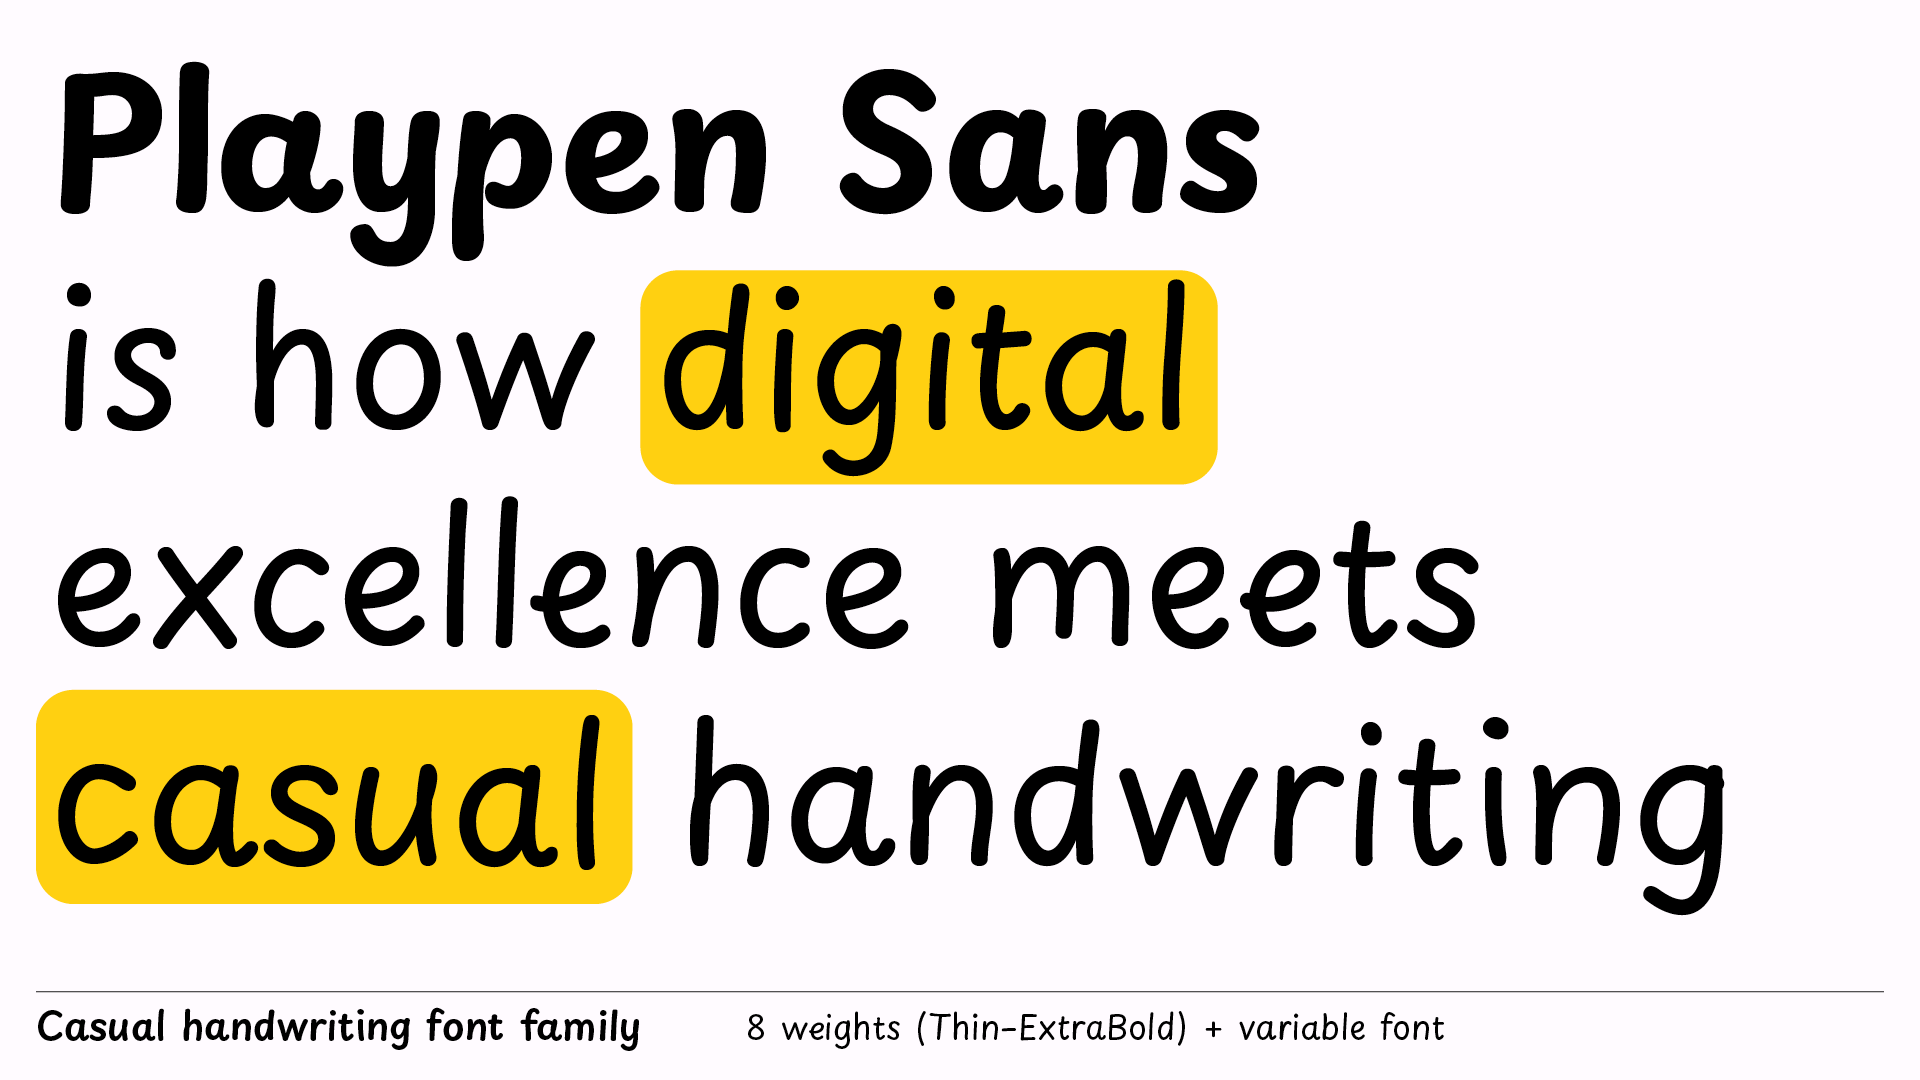 Playpen Sans
is how digital
excellence meets
casual handwriting
Casual handwriting font family
8 weights (Thin–ExtraBold) + variable font